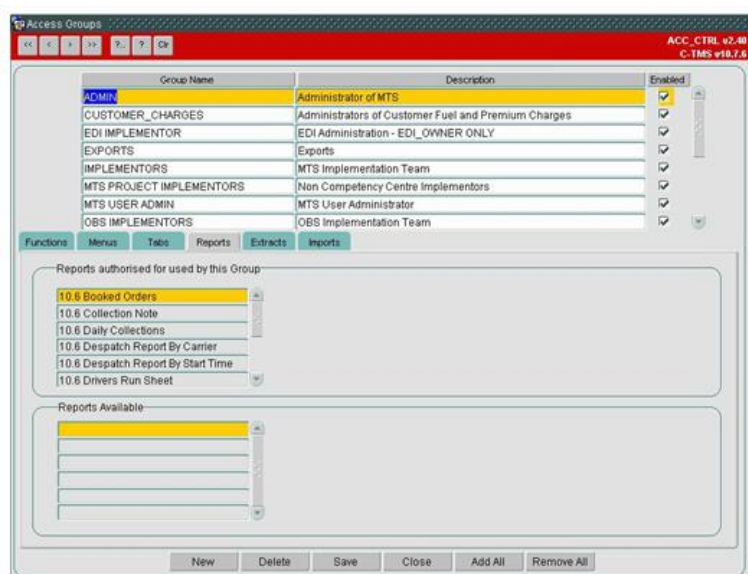 Access Groups
<< < > >> ?.. ? Clr
ACC_CTRL v2.40
C-TMS v10.7.6
Group Name Description Enabled
ADMIN Administrator of MTS
CUSTOMER_CHARGES Administrators of Customer Fuel and Premium Charges
EDI IMPLEMENTOR EDI Administration - EDI_OWNER ONLY
EXPORTS Exports
IMPLEMENTORS MTS Implementation Team
MTS PROJECT IMPLEMENTORS Non Competency Centre Implementors
MTS USER ADMIN MTS User Administrator
OBS IMPLEMENTORS OBS Implementation Team
Functions Menus Tabs Reports Extracts Imports
Reports authorised for used by this Group
10.6 Booked Orders
10.6 Collection Note
10.6 Daily Collections
10.6 Despatch Report By Carrier
10.6 Despatch Report By Start Time
10.6 Drivers Run Sheet
Reports Available
New Delete Save Close Add All Remove All